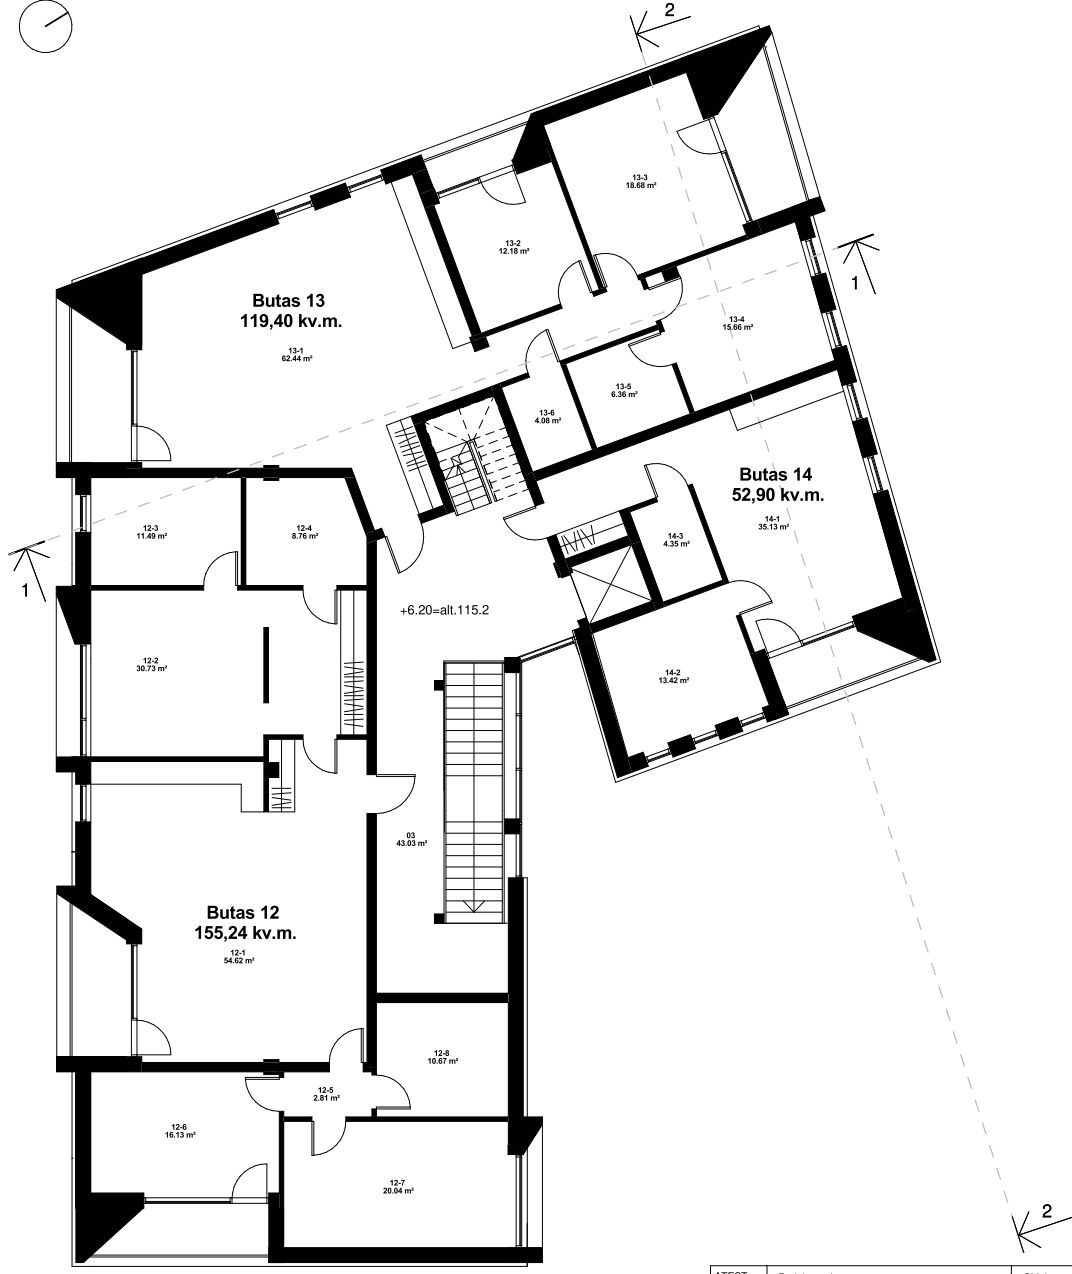 2
13-3
18.68 m²
13-2
12.18 m²
1
Butas 13
119,40 kv.m.
13-1
62.44 m²
13-4
15.66 m²
13-5
6.36 m²
13-6
4.08 m²
Butas 14
52,90 kv.m.
14-1
35.13 m²
12-3
11.49 m²
12-4
8.76 m²
14-3
4.35 m²
1
+6.20=alt.115.2
12-2
30.73 m²
14-2
13.42 m²
03
43.03 m²
Butas 12
155,24 kv.m.
12-1
54.62 m²
12-8
10.67 m²
12-5
2.81 m²
12-6
16.13 m²
12-7
20.04 m²
2